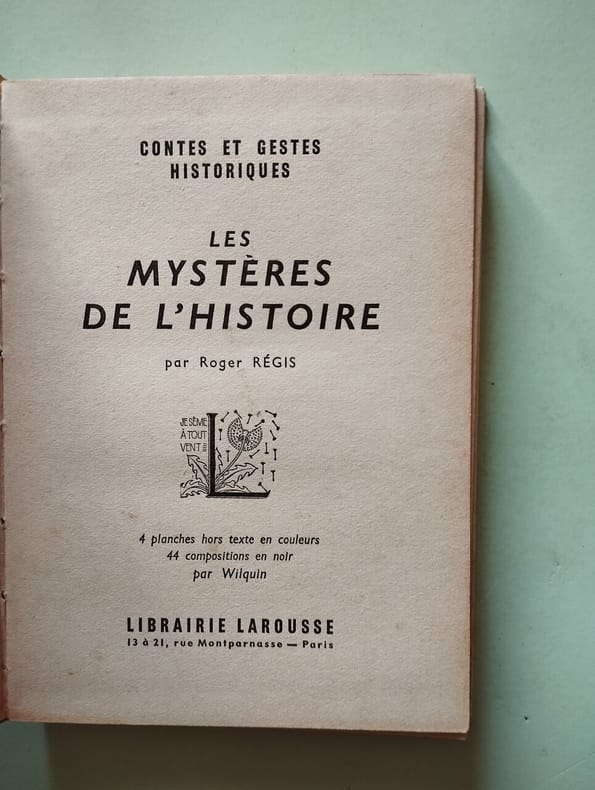 CONTES ET GESTES
HISTORIQUES
LES
MYSTÈRES
DE L'HISTOIRE
par Roger RÉGIS
JE SÈME
À TOUT
VENT
L
4 planches hors texte en couleurs
44 compositions en noir
par Wilquin
LIBRAIRIE LAROUSSE
13 à 21, rue Montparnasse — Paris